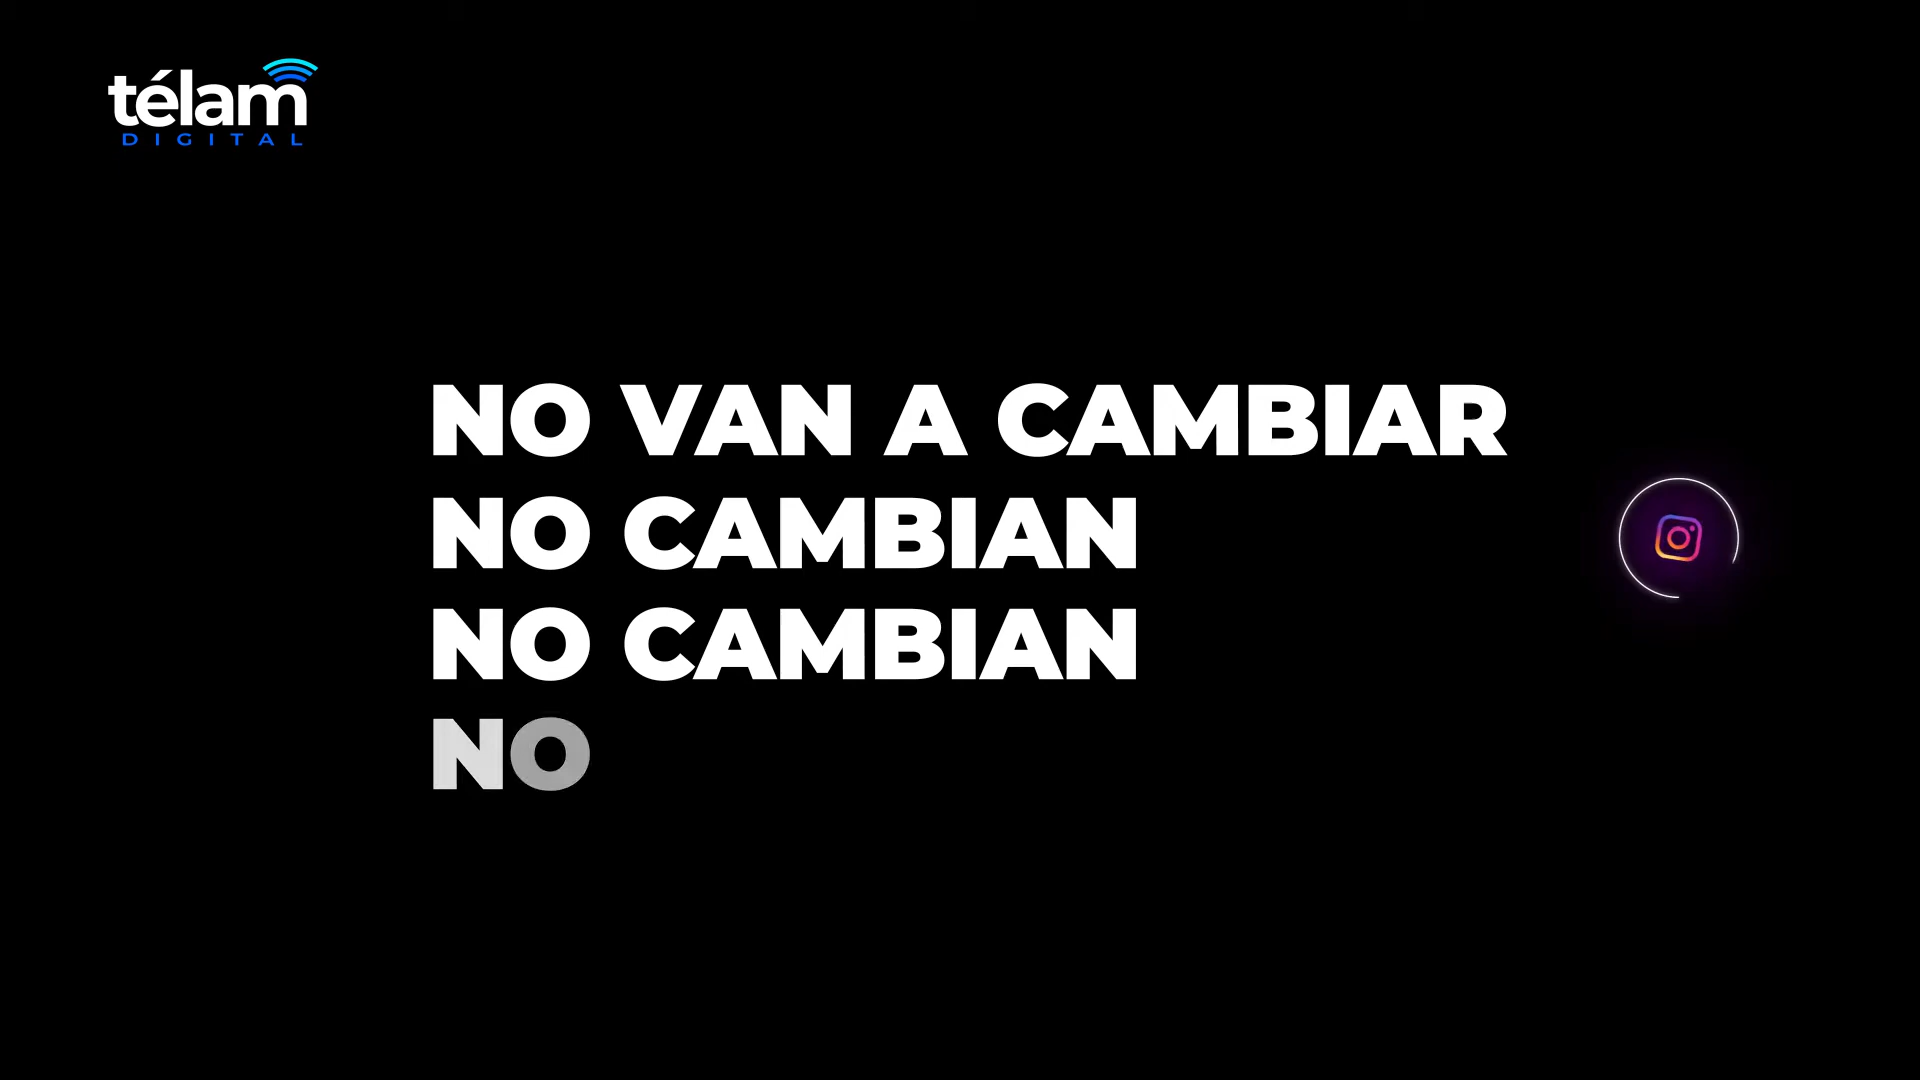 télam
DIGITAL
NO VAN A CAMBIAR
NO CAMBIAN
NO CAMBIAN
NO